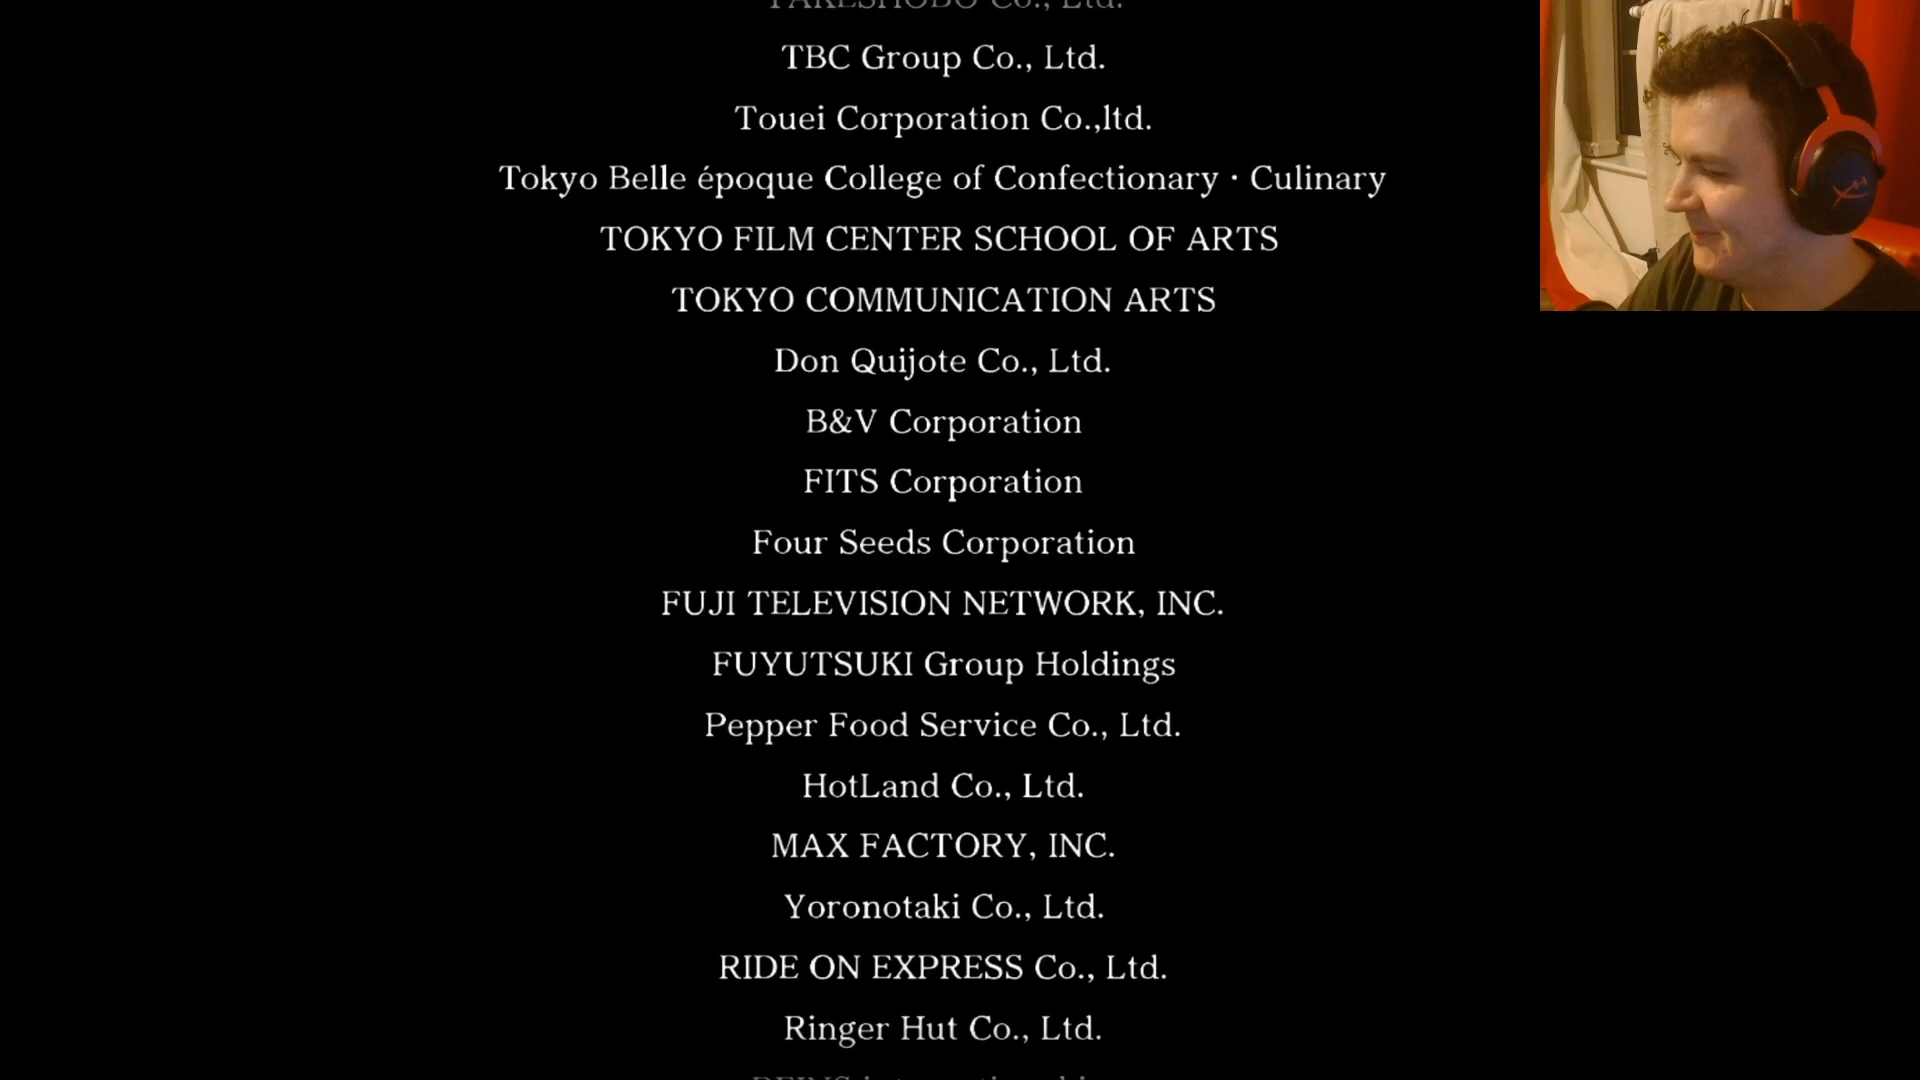 TAKESHOBO Co., Ltd.
TBC Group Co., Ltd.
Touei Corporation Co.,ltd.
Tokyo Belle époque College of Confectionary・Culinary
TOKYO FILM CENTER SCHOOL OF ARTS
TOKYO COMMUNICATION ARTS
Don Quijote Co., Ltd.
B&V Corporation
FITS Corporation
Four Seeds Corporation
FUJI TELEVISION NETWORK, INC.
FUYUTSUKI Group Holdings
Pepper Food Service Co., Ltd.
HotLand Co., Ltd.
MAX FACTORY, INC.
Yoronotaki Co., Ltd.
RIDE ON EXPRESS Co., Ltd.
Ringer Hut Co., Ltd.